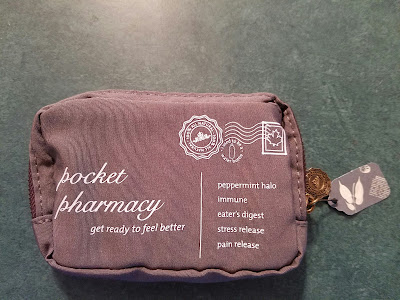 pocket
pharmacy
get ready to feel better
peppermint halo
immune
eater's digest
stress release
pain release